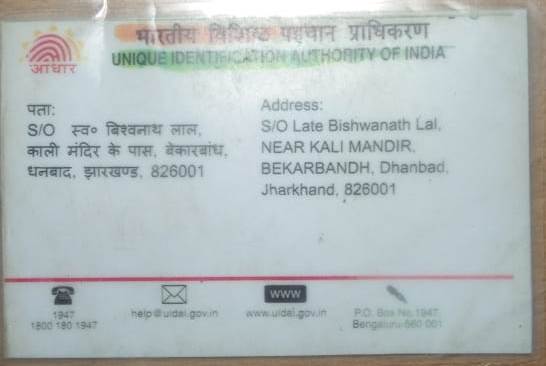 भारतीय विशिष्ट पहचान प्राधिकरण
UNIQUE IDENTIFICATION AUTHORITY OF INDIA
आधार
पता:
S/O स्व० बिश्वनाथ लाल,
काली मंदिर के पास, बेकारबांध,
धनबाद, झारखण्ड, 826001
Address:
S/O Late Bishwanath Lal,
NEAR KALI MANDIR,
BEKARBANDH, Dhanbad,
Jharkhand, 826001
1947
1800 180 1947
help@uidai.gov.in
www
www.uidai.gov.in
P.O. Box No.1947,
Bengaluru-560 001